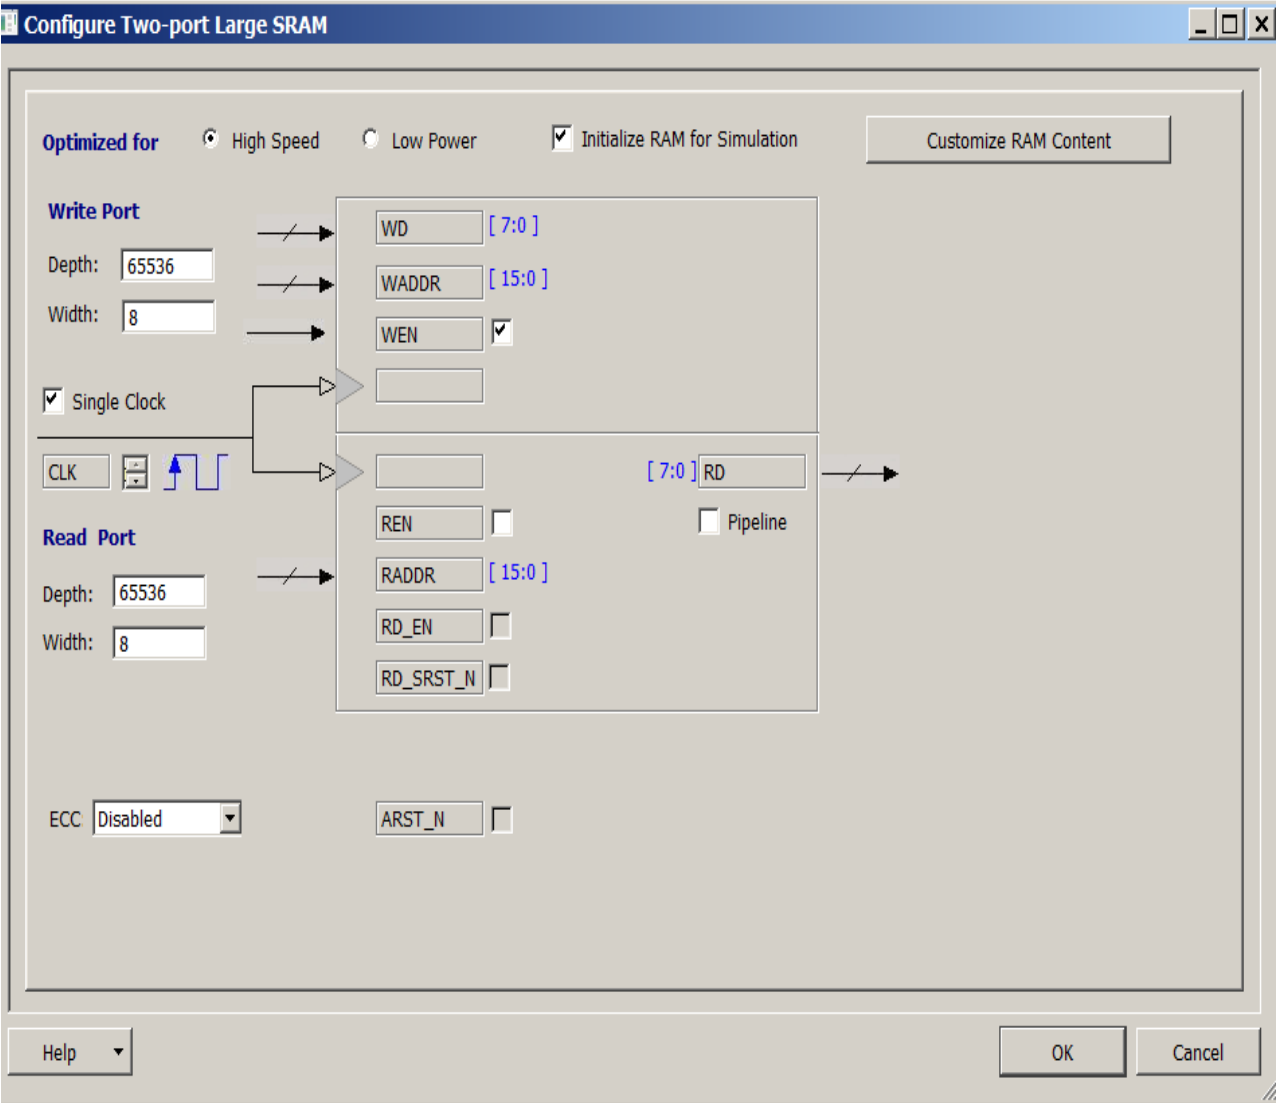 Configure Two-port Large SRAM
Optimized for High Speed Low Power Initialize RAM for Simulation Customize RAM Content
Write Port
WD [ 7:0 ]
Depth: 65536
WADDR [ 15:0 ]
Width: 8
WEN
Single Clock
CLK
[ 7:0 ] RD
REN Pipeline
Read Port
RADDR [ 15:0 ]
Depth: 65536
RD_EN
Width: 8
RD_SRST_N
ECC Disabled ARST_N
Help OK Cancel